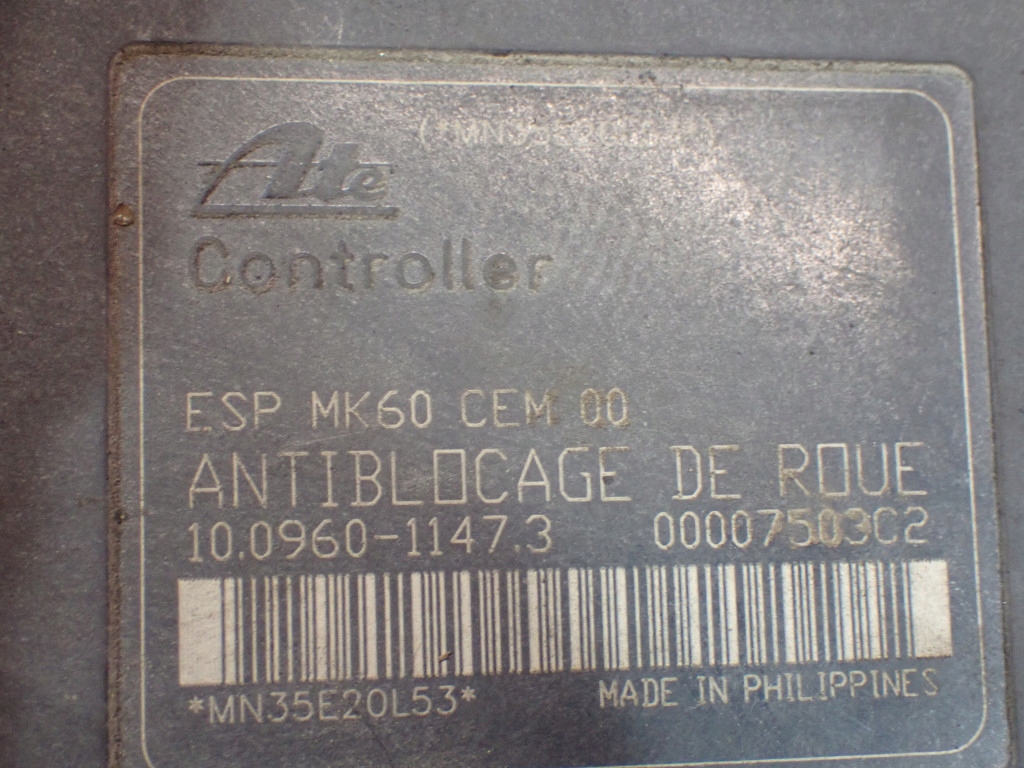 Ate
Controller
ESP MK60 CEM 00
ANTIBLOCAGE DE ROUE
10.0960-1147.3 00007503C2
*MN35E20L53* MADE IN PHILIPPINES